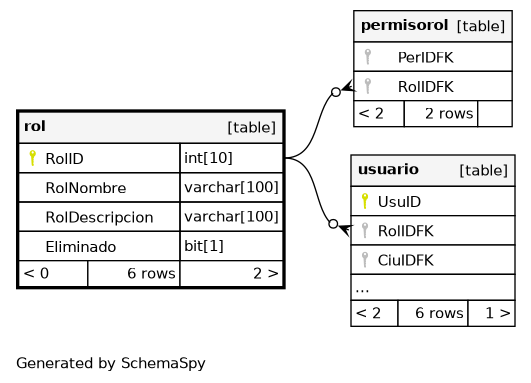 permisorol [table]
PerIDFK
RolIDFK
< 2 2 rows
rol [table]
RolID int[10]
RolNombre varchar[100]
RolDescripcion varchar[100]
Eliminado bit[1]
< 0 6 rows 2 >
usuario [table]
UsuID
RolIDFK
CiuIDFK
...
< 2 6 rows 1 >
Generated by SchemaSpy